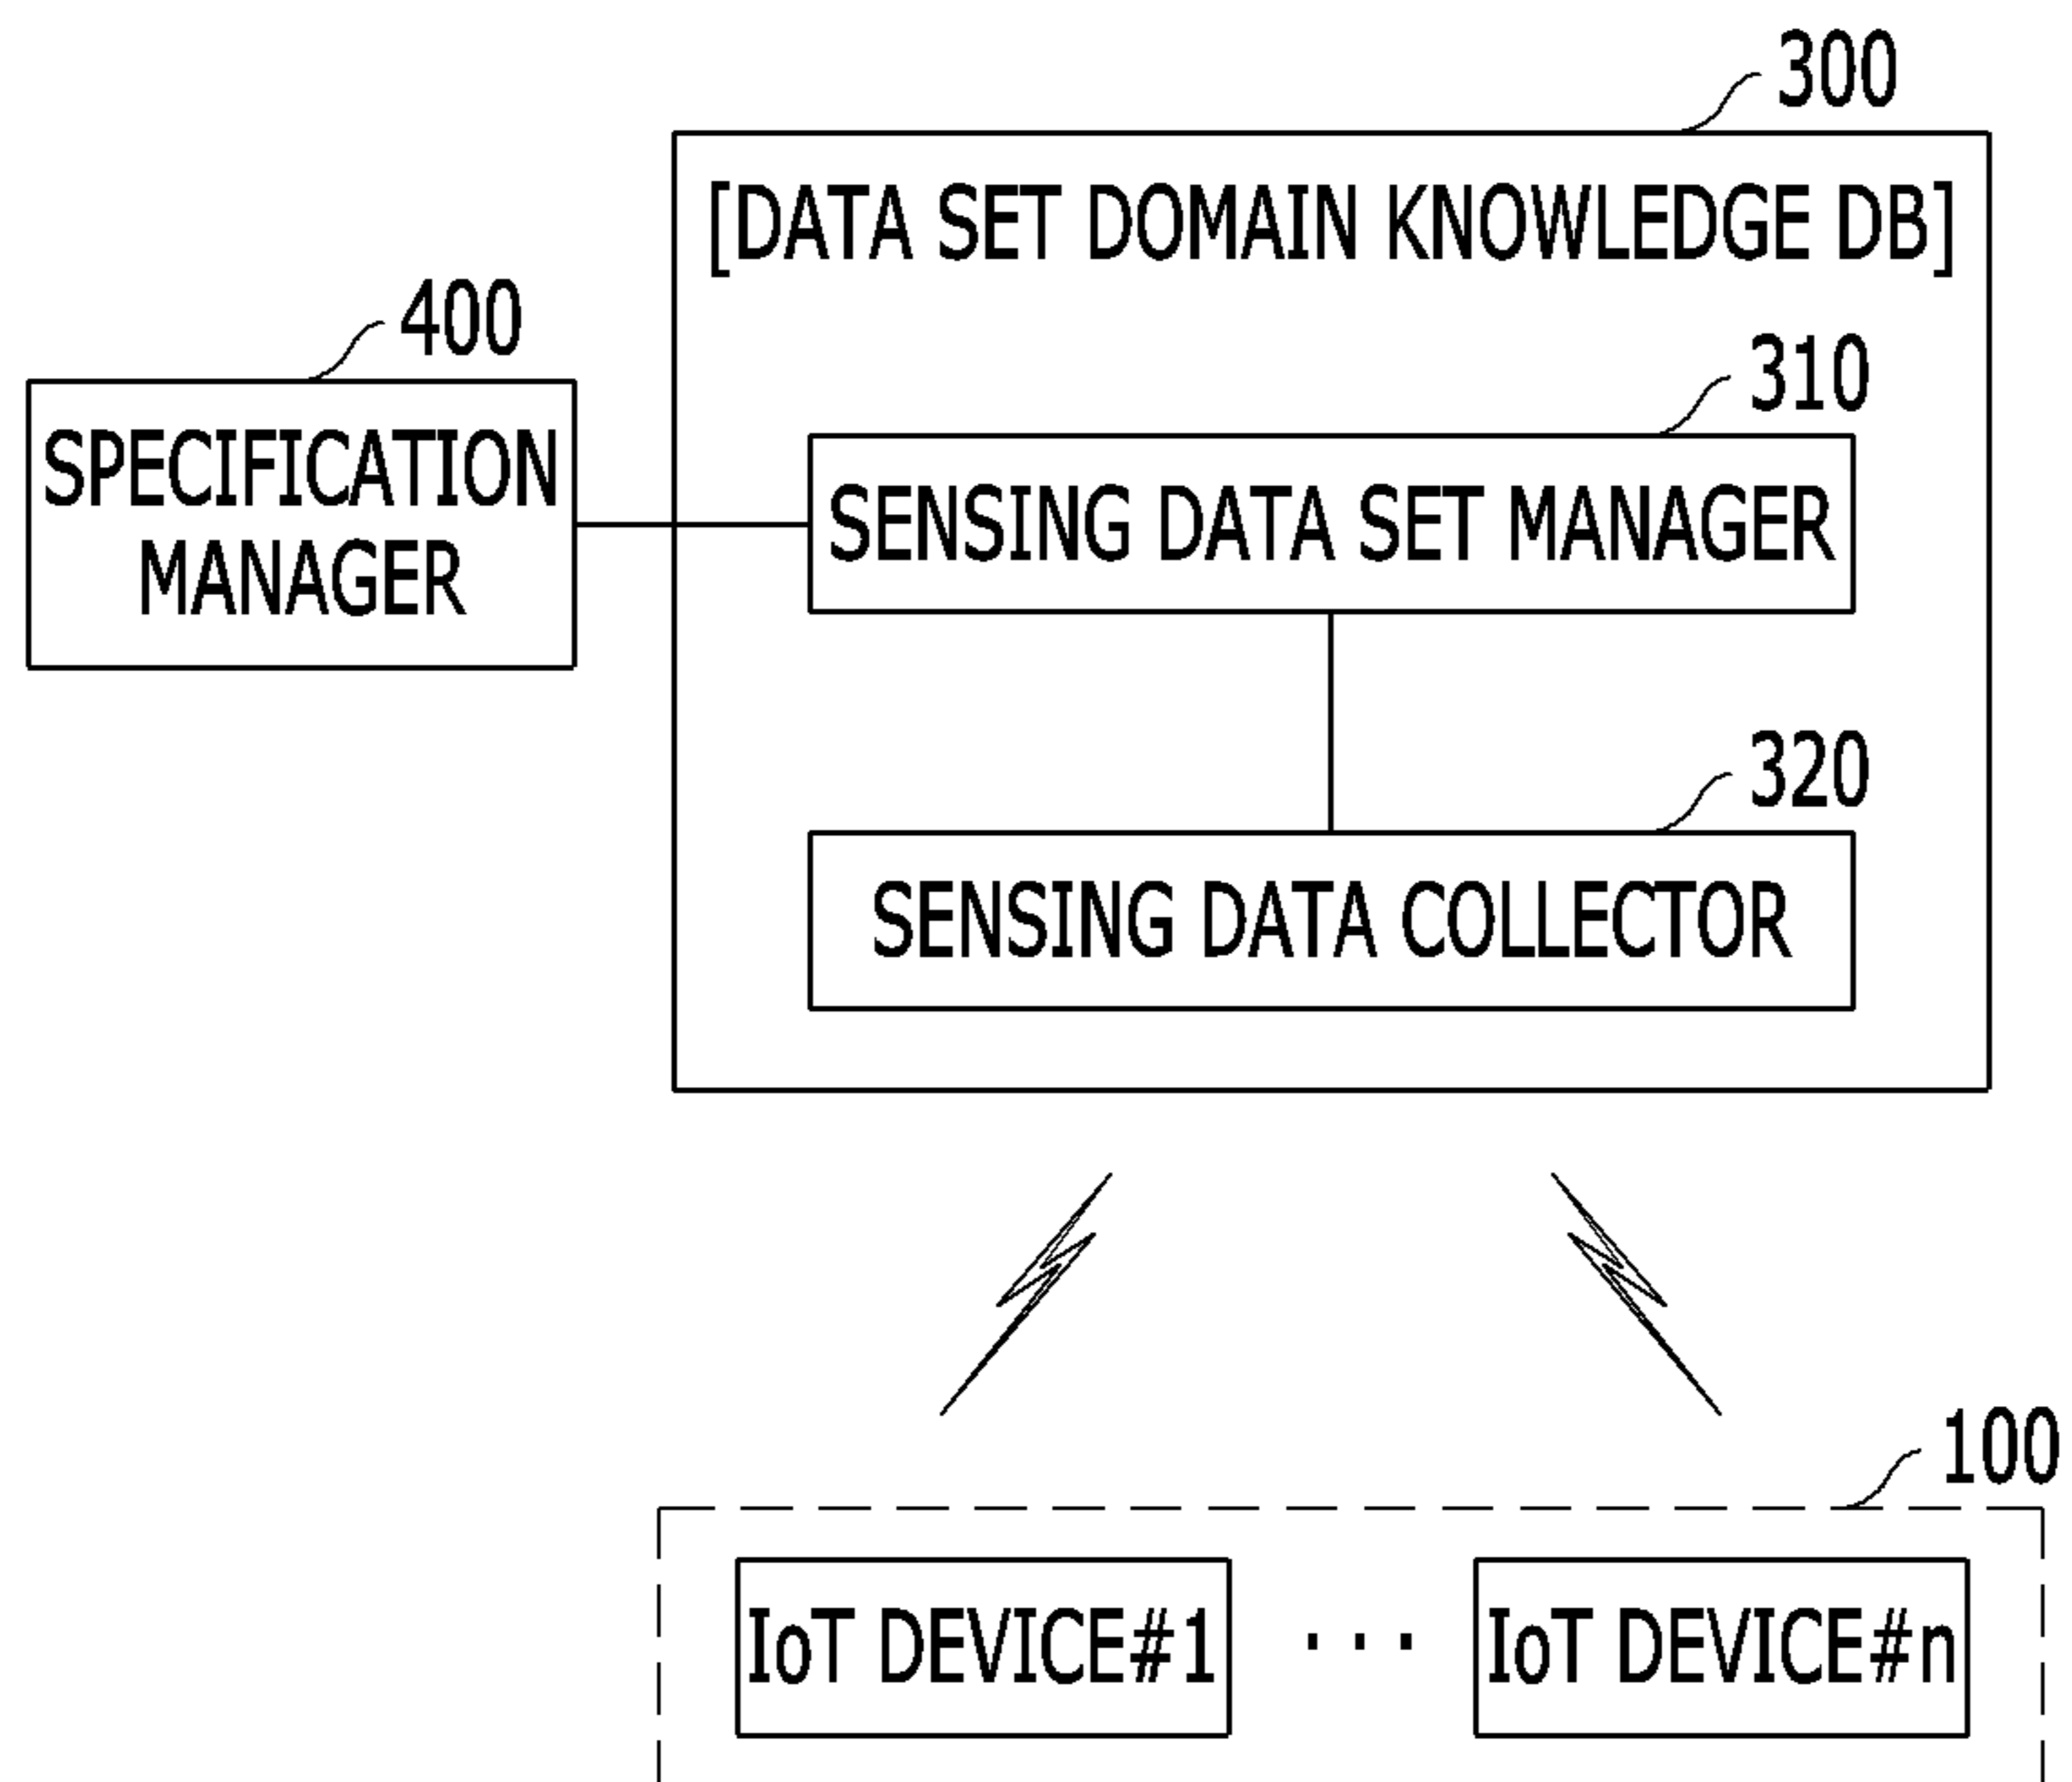 300
[DATA SET DOMAIN KNOWLEDGE DB]
400
SPECIFICATION
MANAGER
310
SENSING DATA SET MANAGER
320
SENSING DATA COLLECTOR
100
IoT DEVICE#1 ··· IoT DEVICE#n